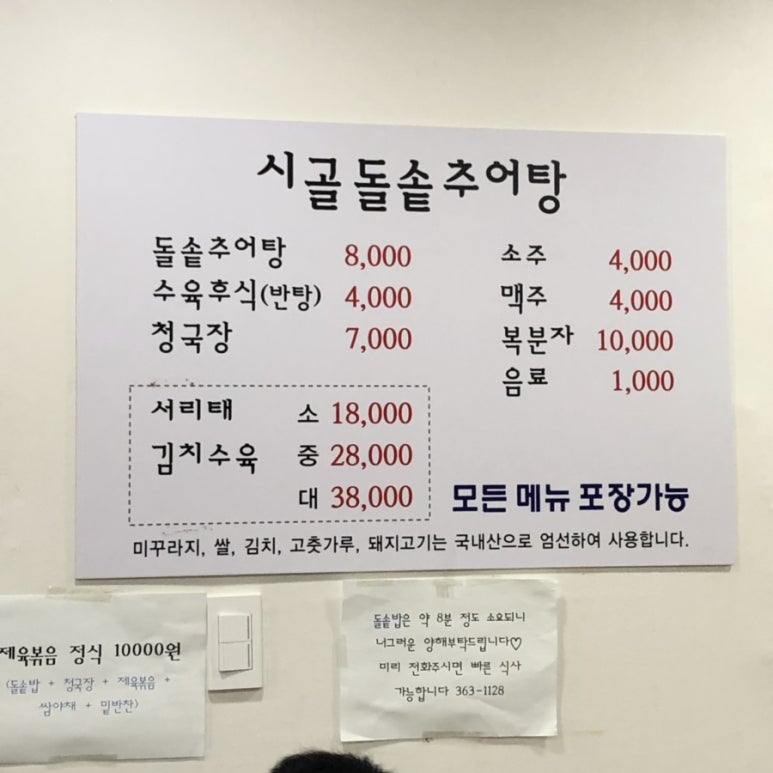 시골돌솥추어탕
돌솥추어탕 8,000
수육후식(반탕) 4,000
청국장 7,000
소주 4,000
맥주 4,000
복분자 10,000
음료 1,000
서리태 소 18,000
김치수육 중 28,000
대 38,000
모든 메뉴 포장가능
미꾸라지, 쌀, 김치, 고춧가루, 돼지고기는 국내산으로 엄선하여 사용합니다.
제육볶음 정식 10000원
(돌솥밥 + 청국장 + 제육볶음 +
쌈야채 + 밑반찬)
돌솥밥은 약 8분 정도 소요되니
너그러운 양해부탁드립니다♡
미리 전화주시면 빠른 식사
가능합니다 363-1128